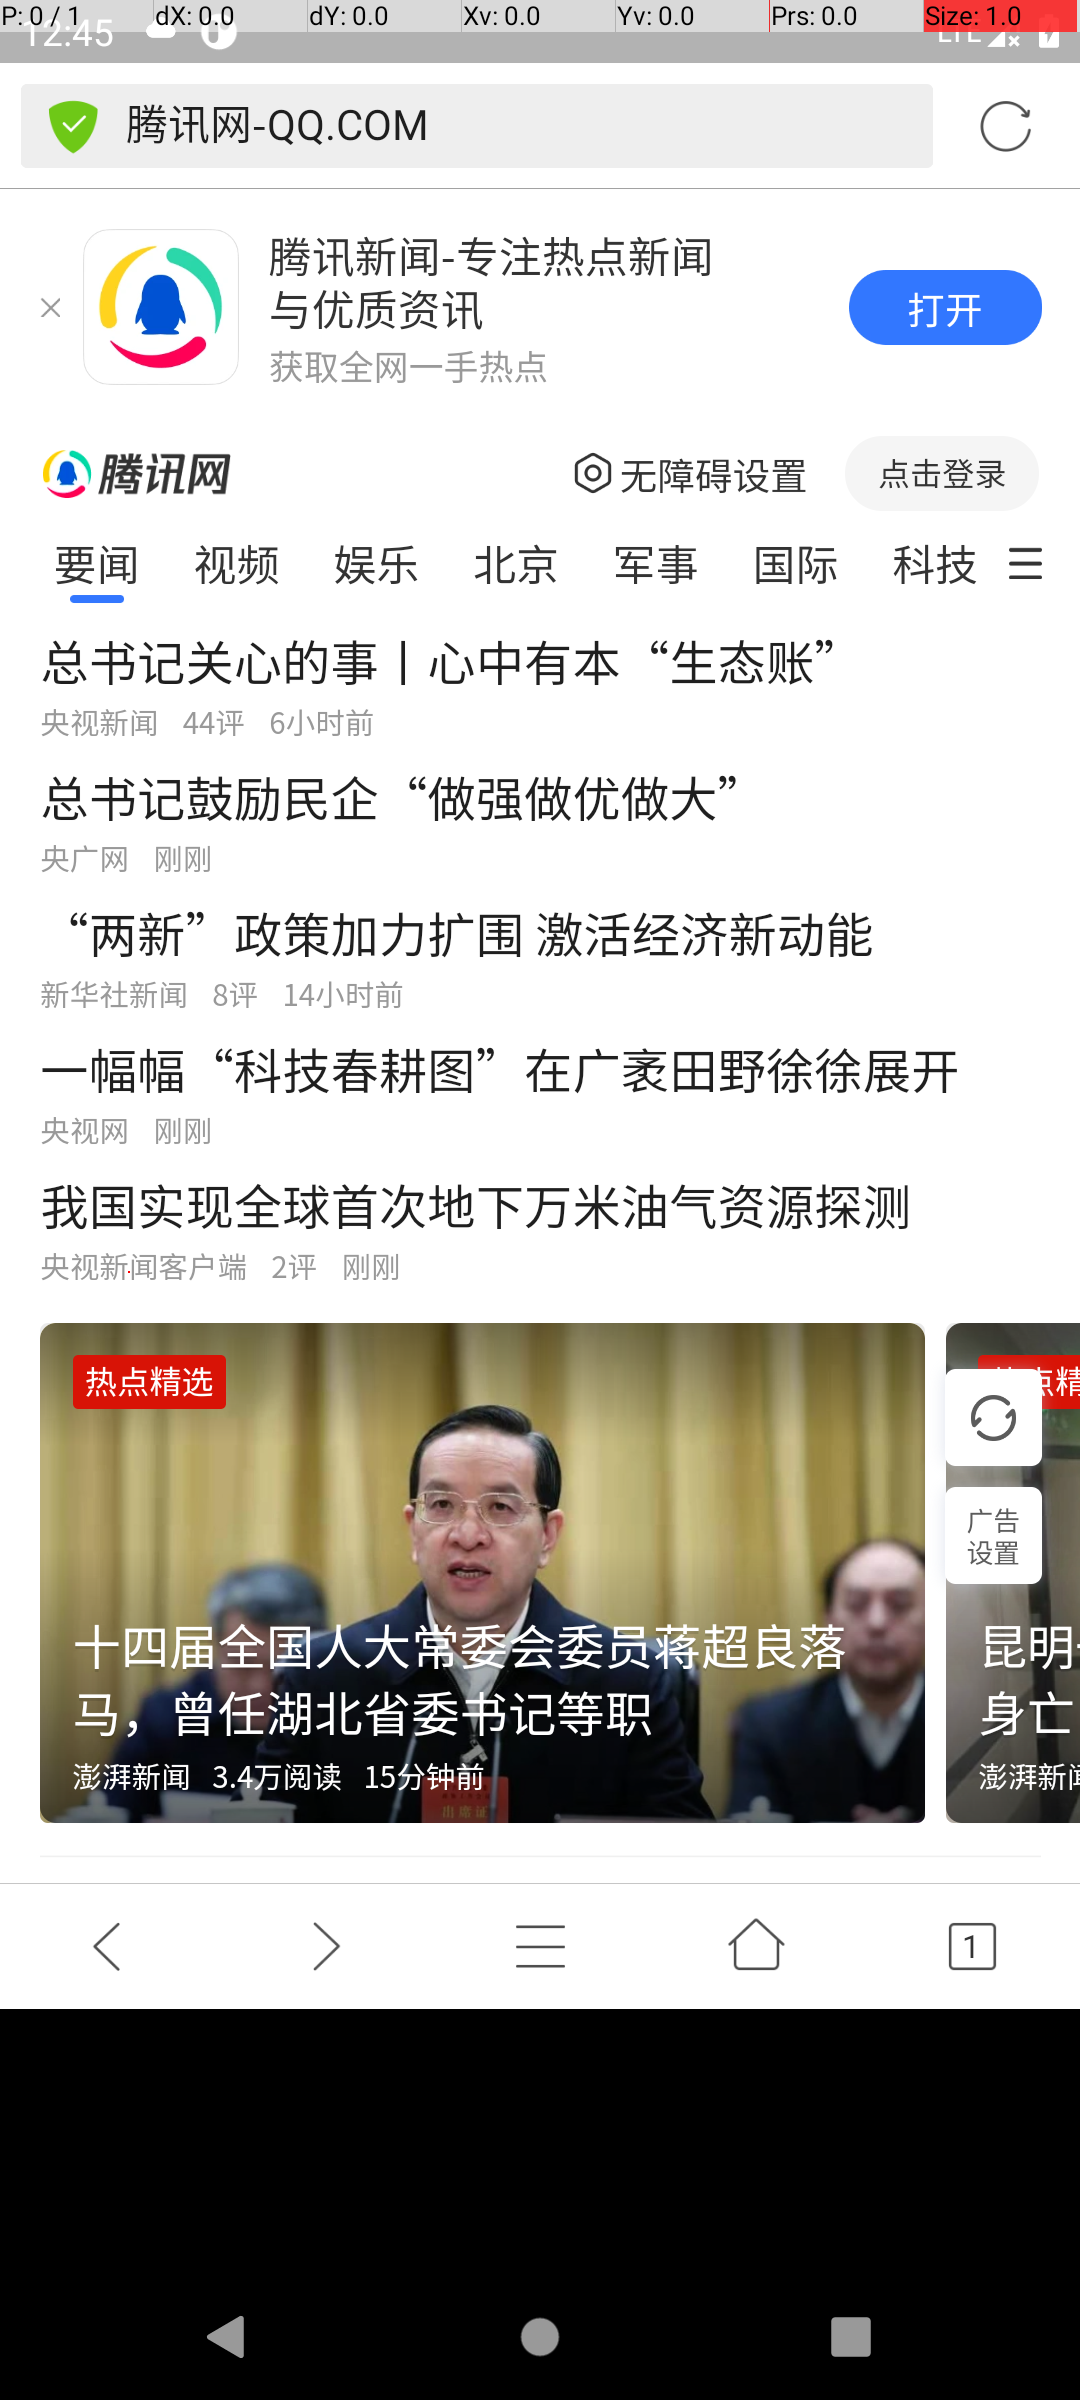 P: 0 / 1 dX: 0.0 dY: 0.0 Xv: 0.0 Yv: 0.0 Prs: 0.0 Size: 1.0
12:45 LTE
腾讯网-QQ.COM
腾讯新闻-专注热点新闻
与优质资讯
获取全网一手热点
打开
腾讯网 无障碍设置 点击登录
要闻 视频 娱乐 北京 军事 国际 科技
总书记关心的事丨心中有本“生态账”
央视新闻 44评 6小时前
总书记鼓励民企“做强做优做大”
央广网 刚刚
“两新”政策加力扩围 激活经济新动能
新华社新闻 8评 14小时前
一幅幅“科技春耕图”在广袤田野徐徐展开
央视网 刚刚
我国实现全球首次地下万米油气资源探测
央视新闻客户端 2评 刚刚
热点精选
点精
广告
设置
十四届全国人大常委会委员蒋超良落
马，曾任湖北省委书记等职
澎湃新闻 3.4万阅读 15分钟前
出席证
昆明
身亡
澎湃新闻
1